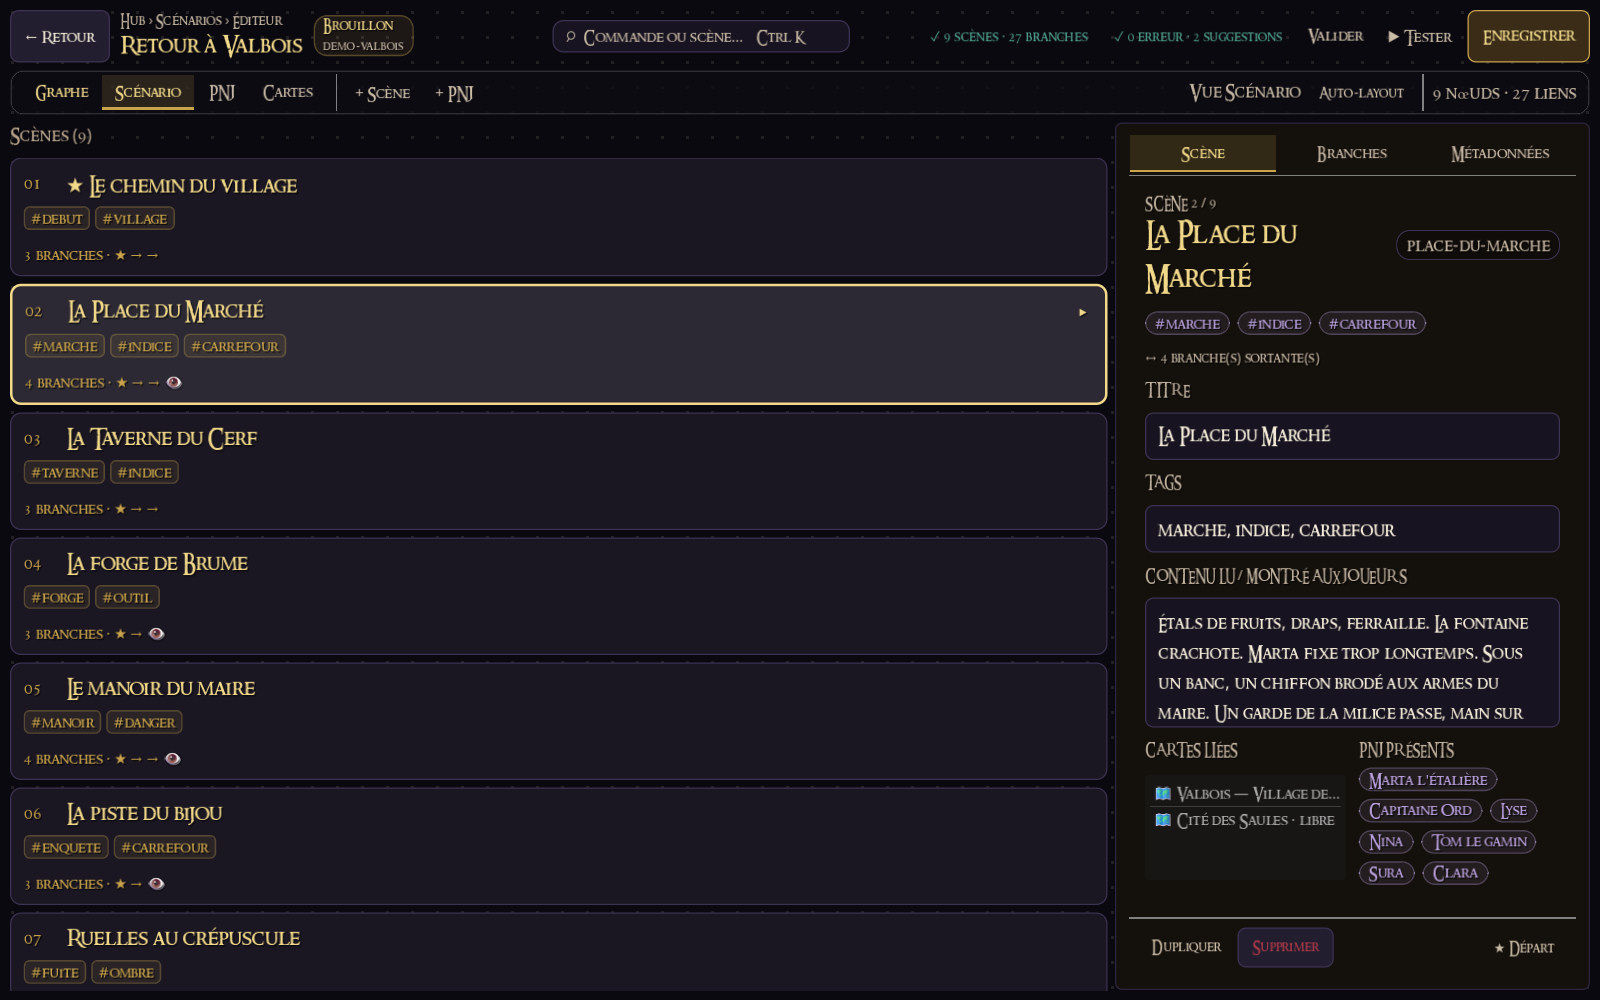 ← Retour
Hub › Scénarios › Éditeur
Retour à Valbois
Brouillon
demo-valbois
Commande ou scène... Ctrl K
✓ 9 scènes · 27 branches
✓ 0 erreur · 2 suggestions
Valider
▶ Tester
Enregistrer
Graphe
Scénario
PNJ
Cartes
+ Scène
+ PNJ
Vue Scénario
Auto-layout
9 nœuds · 27 liens
Scènes (9)
01 ★ Le chemin du village
#debut #village
3 branches · ★ → →
02 La Place du Marché ▸
#marche #indice #carrefour
4 branches · ★ → → 👁
03 La Taverne du Cerf
#taverne #indice
3 branches · ★ → →
04 La forge de Brume
#forge #outil
3 branches · ★ → 👁
05 Le manoir du maire
#manoir #danger
4 branches · ★ → → 👁
06 La piste du bijou
#enquete #carrefour
3 branches · ★ → 👁
07 Ruelles au crépuscule
#fuite #ombre
Scène
Branches
Métadonnées
Scène 2 / 9
La Place du
Marché
place-du-marche
#marche #indice #carrefour
↔ 4 branche(s) sortante(s)
Titre
La Place du Marché
Tags
marche, indice, carrefour
Contenu lu / montré aux joueurs
Étals de fruits, draps, ferraille. La fontaine
crachote. Marta fixe trop longtemps. Sous
un banc, un chiffon brodé aux armes du
maire. Un garde de la milice passe, main sur
Cartes liées
Valbois — Village de...
Cité des Saules · libre
PNJ présents
Marta l'étalière
Capitaine Ord Lyse
Nina Tom le gamin
Sura Clara
Dupliquer
Supprimer
★ Départ